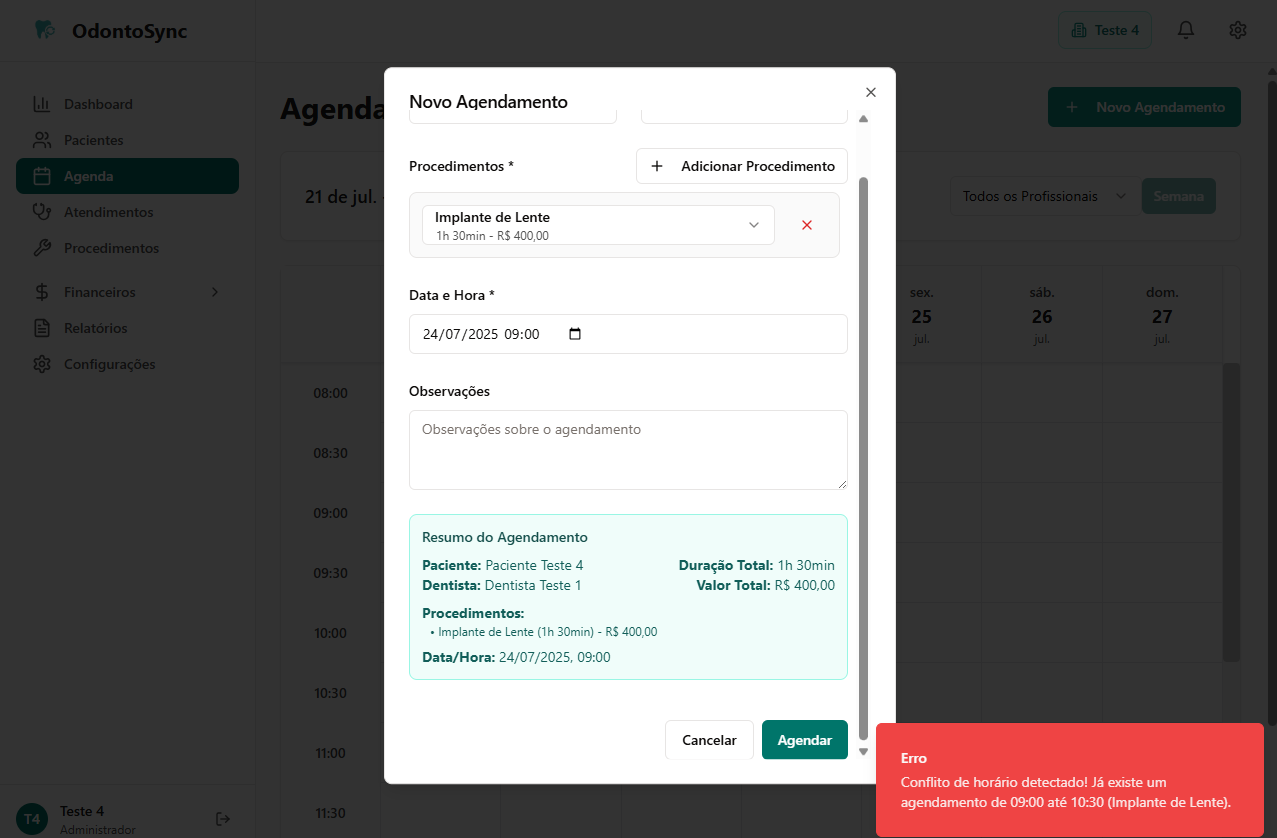 OdontoSync
Teste 4
Dashboard
Pacientes
Agenda
Atendimentos
Procedimentos
Financeiros
Relatórios
Configurações
Teste 4
Administrador
T4
Agenda
Novo Agendamento
21 de jul. -
Todos os Profissionais
Semana
sex.
25
jul.
sáb.
26
jul.
dom.
27
jul.
08:00
08:30
09:00
09:30
10:00
10:30
11:00
11:30
Novo Agendamento
Procedimentos *
Adicionar Procedimento
Implante de Lente
1h 30min - R$ 400,00
Data e Hora *
24/07/2025 09:00
Observações
Observações sobre o agendamento
Resumo do Agendamento
Paciente: Paciente Teste 4
Duração Total: 1h 30min
Dentista: Dentista Teste 1
Valor Total: R$ 400,00
Procedimentos:
• Implante de Lente (1h 30min) - R$ 400,00
Data/Hora: 24/07/2025, 09:00
Cancelar
Agendar
Erro
Conflito de horário detectado! Já existe um
agendamento de 09:00 até 10:30 (Implante de Lente).